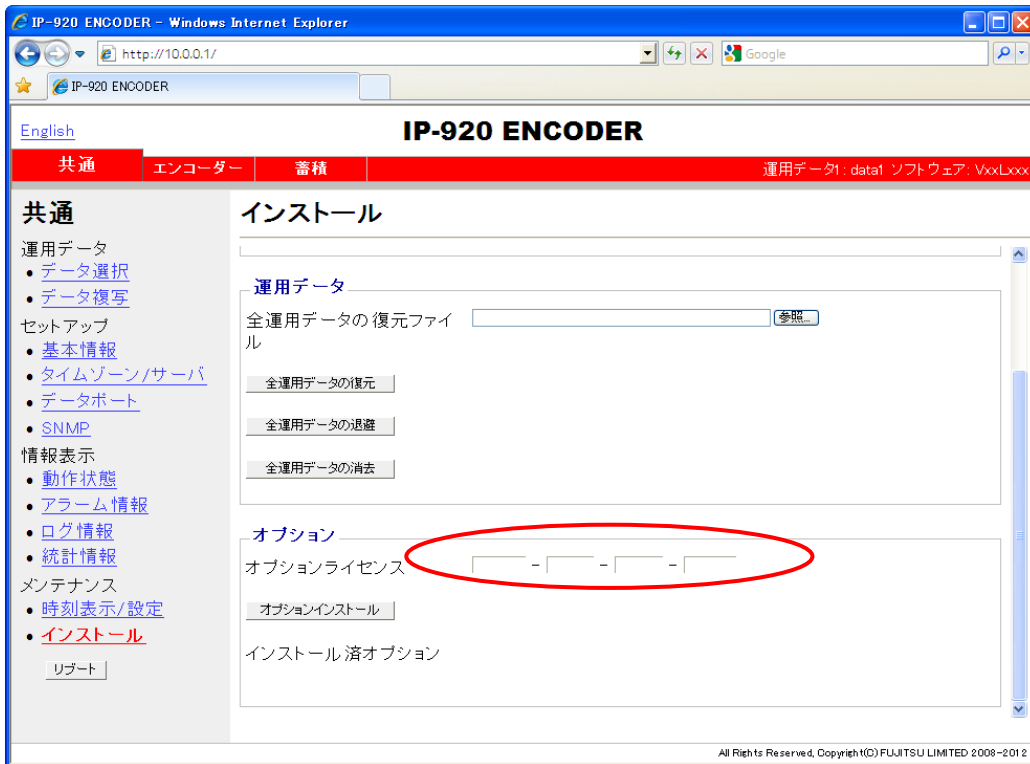 IP-920 ENCODER - Windows Internet Explorer
http://10.0.0.1/
Google
IP-920 ENCODER
English
IP-920 ENCODER
共通
エンコーダー
蓄積
運用データ1: data1 ソフトウェア: VxxLxxx
共通
運用データ
データ選択
データ複写
セットアップ
基本情報
タイムゾーン/サーバ
データポート
SNMP
情報表示
動作状態
アラーム情報
ログ情報
統計情報
メンテナンス
時刻表示/設定
インストール
リブート
インストール
運用データ
全運用データの復元ファイ
ル
参照...
全運用データの復元
全運用データの退避
全運用データの消去
オプション
オプションライセンス - - -
オプションインストール
インストール済オプション
All Rights Reserved, Copyright(C) FUJITSU LIMITED 2008-2012